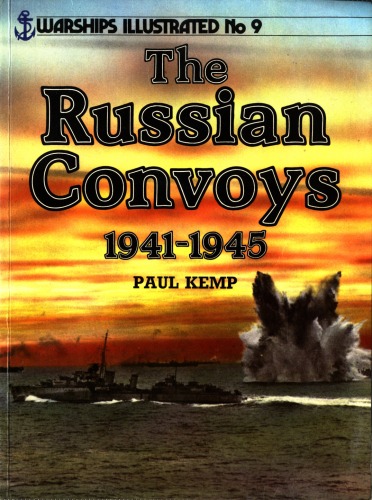 WARSHIPS ILLUSTRATED No 9
The
Russian
Convoys
1941-1945
PAUL KEMP